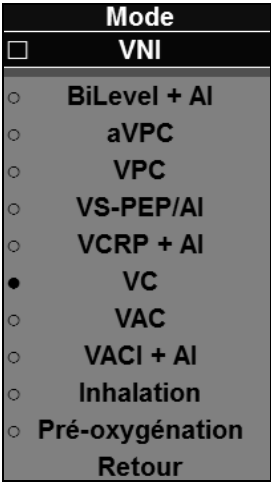 Mode
VNI
BiLevel + AI
aVPC
VPC
VS-PEP/AI
VCRP + AI
VC
VAC
VACI + AI
Inhalation
Pré-oxygénation
Retour